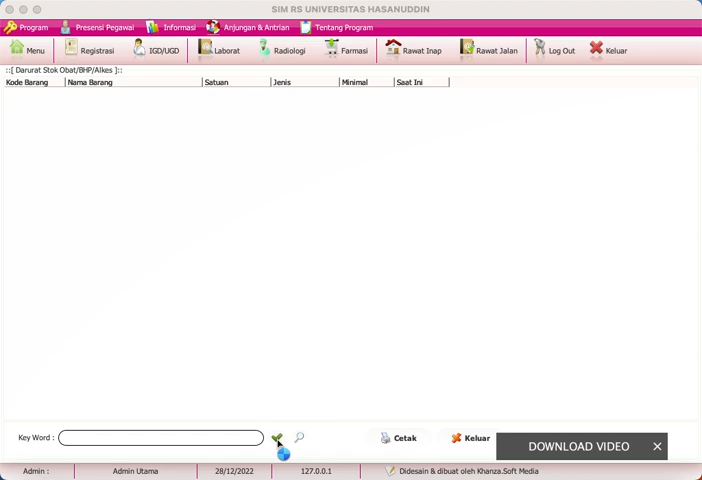 SIM RS UNIVERSITAS HASANUDDIN
Program Presensi Pegawai Informasi Anjungan & Antrian Tentang Program
Menu Registrasi IGD/UGD Laborat Radiologi Farmasi Rawat Inap Rawat Jalan Log Out Keluar
::[ Darurat Stok Obat/BHP/Alkes ]::
Kode Barang Nama Barang Satuan Jenis Minimal Saat Ini
Key Word : Cetak Keluar
DOWNLOAD VIDEO
Admin : Admin Utama 28/12/2022 127.0.0.1 Didesain & dibuat oleh Khanza.Soft Media